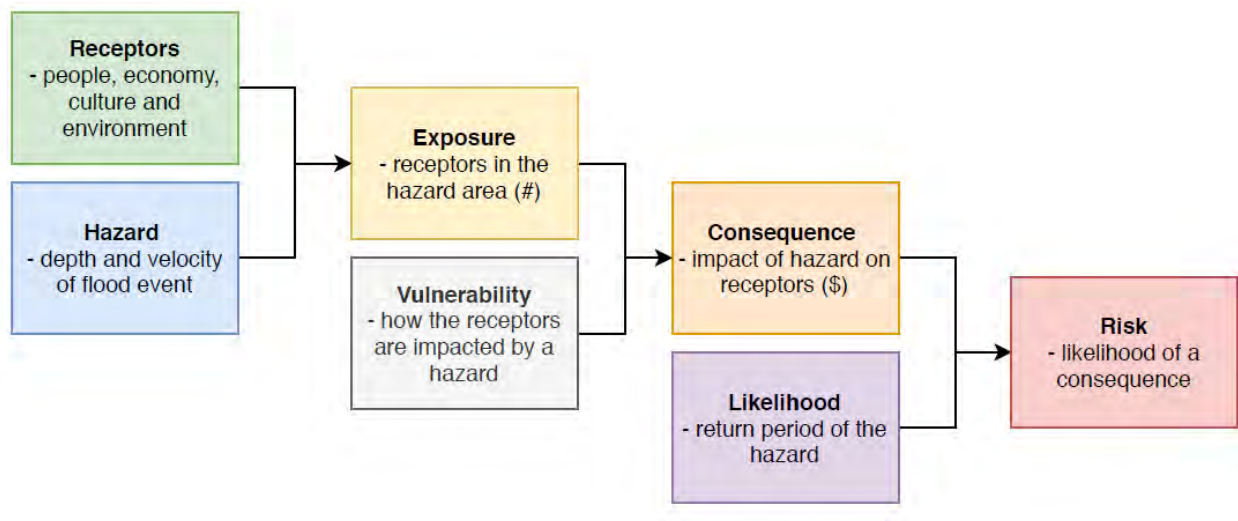 Receptors
- people, economy,
culture and
environment
Hazard
- depth and velocity
of flood event
Exposure
- receptors in the
hazard area (#)
Vulnerability
- how the receptors
are impacted by a
hazard
Consequence
- impact of hazard on
receptors ($)
Likelihood
- return period of the
hazard
Risk
- likelihood of a
consequence